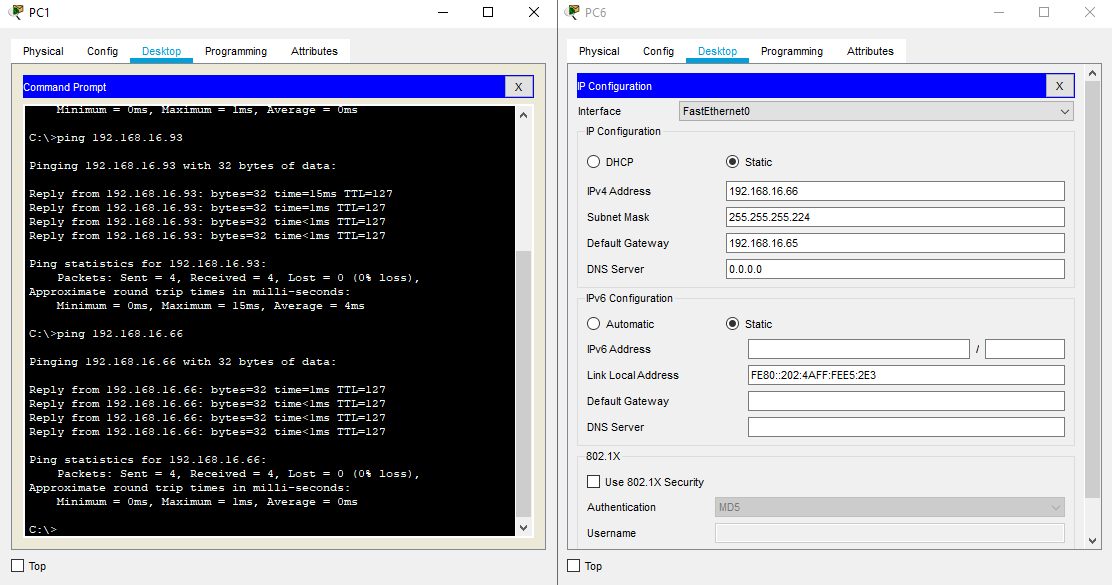 PC1
Physical Config Desktop Programming Attributes
Command Prompt X
Minimum = 0ms, Maximum = 1ms, Average = 0ms
C:\>ping 192.168.16.93
Pinging 192.168.16.93 with 32 bytes of data:
Reply from 192.168.16.93: bytes=32 time=15ms TTL=127
Reply from 192.168.16.93: bytes=32 time=1ms TTL=127
Reply from 192.168.16.93: bytes=32 time<1ms TTL=127
Reply from 192.168.16.93: bytes=32 time<1ms TTL=127
Ping statistics for 192.168.16.93:
Packets: Sent = 4, Received = 4, Lost = 0 (0% loss),
Approximate round trip times in milli-seconds:
Minimum = 0ms, Maximum = 15ms, Average = 4ms
C:\>ping 192.168.16.66
Pinging 192.168.16.66 with 32 bytes of data:
Reply from 192.168.16.66: bytes=32 time=1ms TTL=127
Reply from 192.168.16.66: bytes=32 time<1ms TTL=127
Reply from 192.168.16.66: bytes=32 time<1ms TTL=127
Reply from 192.168.16.66: bytes=32 time<1ms TTL=127
Ping statistics for 192.168.16.66:
Packets: Sent = 4, Received = 4, Lost = 0 (0% loss),
Approximate round trip times in milli-seconds:
Minimum = 0ms, Maximum = 1ms, Average = 0ms
C:\>
Top
PC6
Physical Config Desktop Programming Attributes
IP Configuration X
Interface FastEthernet0
IP Configuration
DHCP Static
IPv4 Address 192.168.16.66
Subnet Mask 255.255.255.224
Default Gateway 192.168.16.65
DNS Server 0.0.0.0
IPv6 Configuration
Automatic Static
IPv6 Address /
Link Local Address FE80::202:4AFF:FEE5:2E3
Default Gateway
DNS Server
802.1X
Use 802.1X Security
Authentication MD5
Username
Top